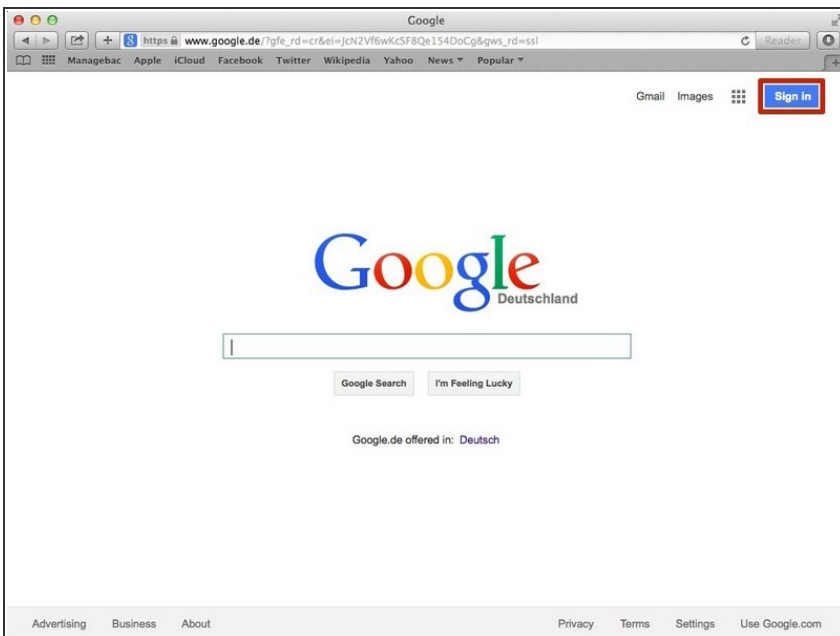 Google
https www.google.de/?gfe_rd=cr&ei=JcN2Vf6wKcSF8Qe154DoCg&gws_rd=ssl Reader
Managebac Apple iCloud Facebook Twitter Wikipedia Yahoo News Popular
Gmail Images Sign in
Google
Deutschland
Google Search I'm Feeling Lucky
Google.de offered in: Deutsch
Advertising Business About Privacy Terms Settings Use Google.com